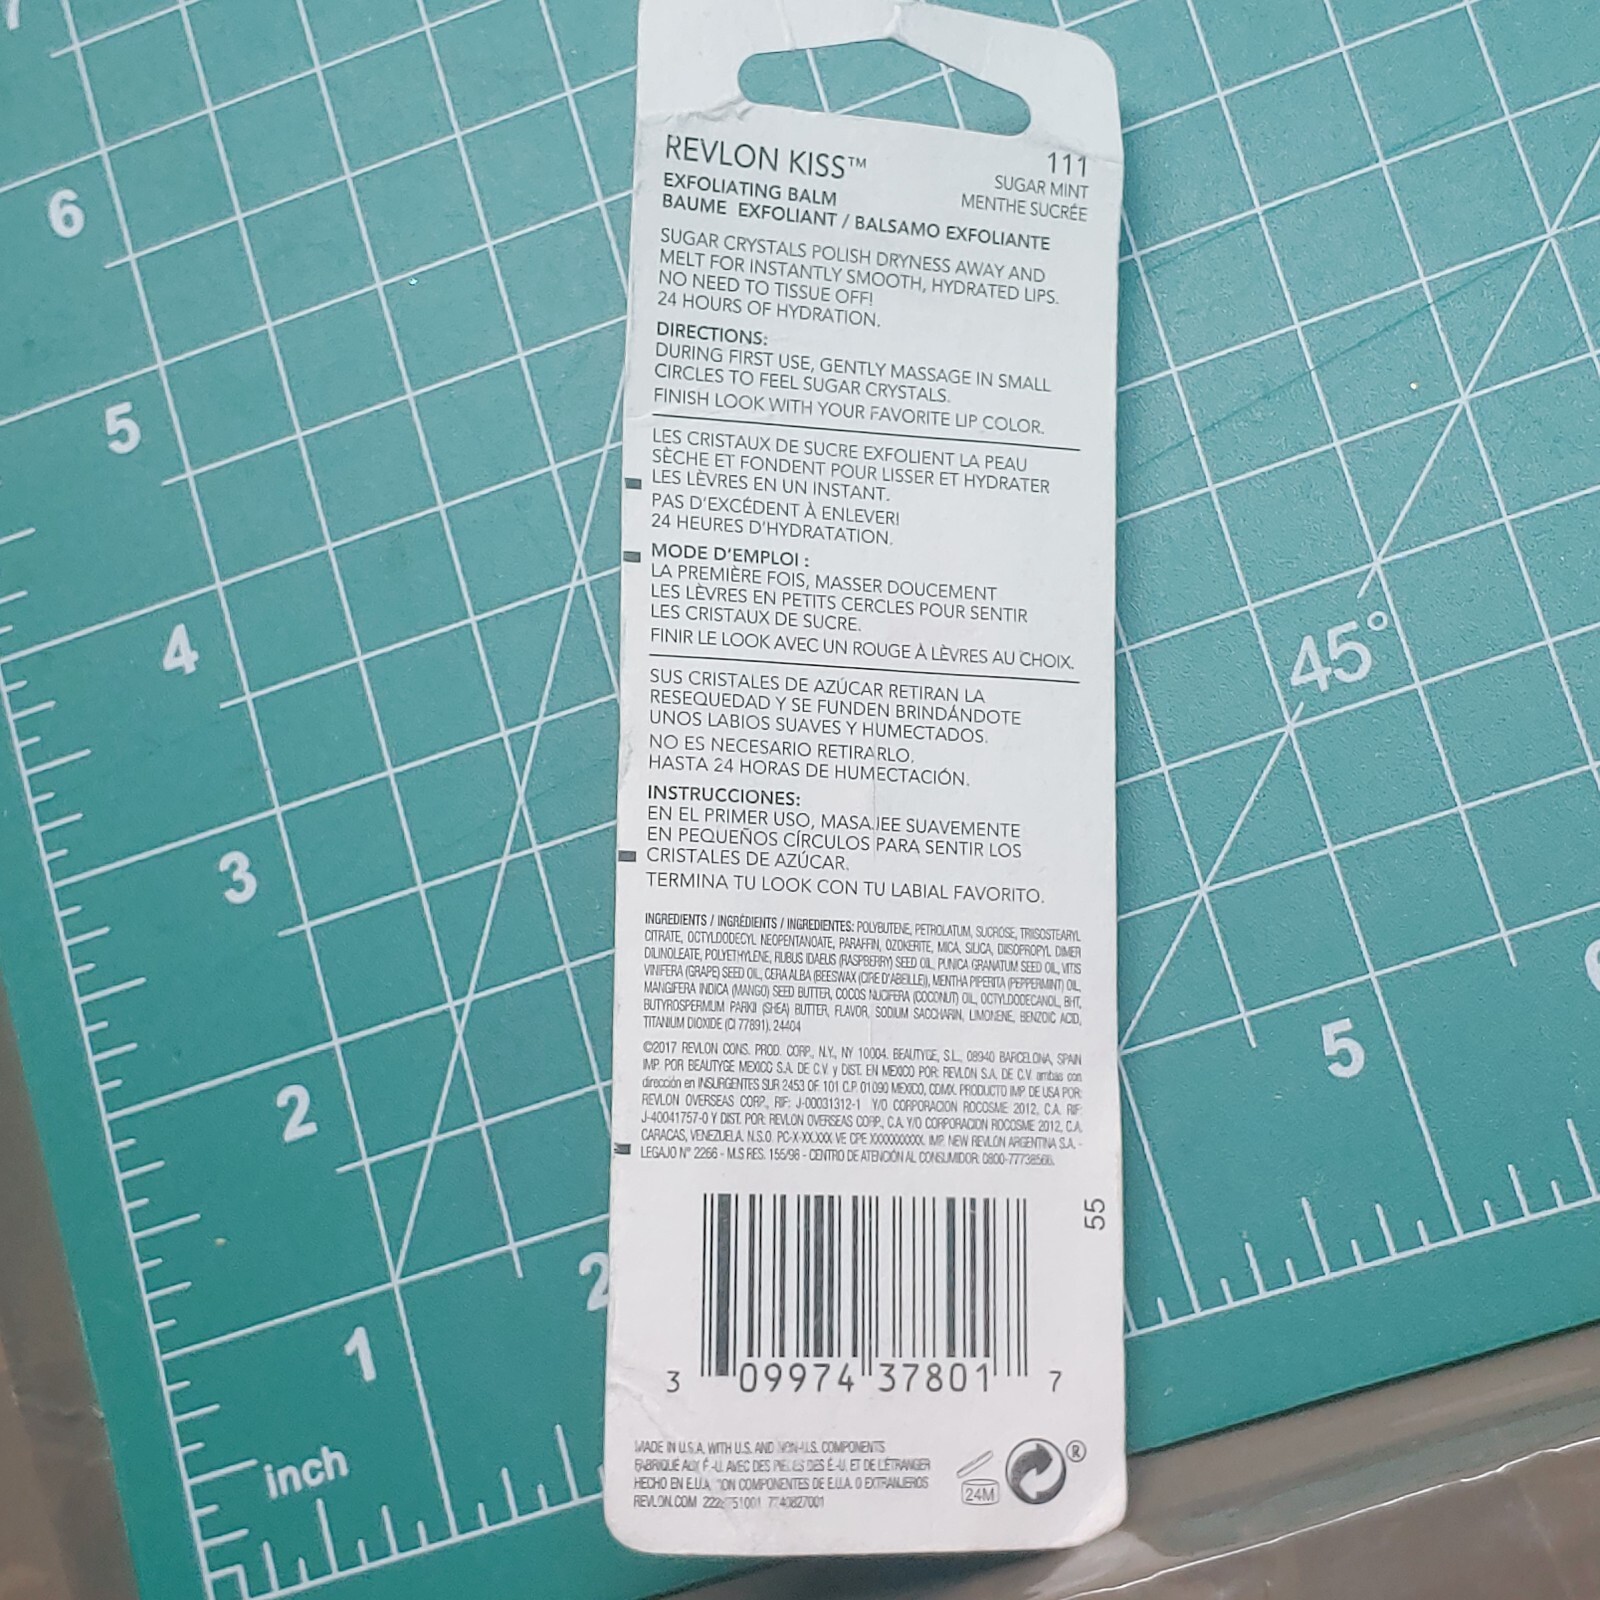 REVLON KISS™
111
EXFOLIATING BALM
SUGAR MINT
BAUME EXFOLIANT / BALSAMO EXFOLIANTE
MENTHE SUCRÉE
SUGAR CRYSTALS POLISH DRYNESS AWAY AND
MELT FOR INSTANTLY SMOOTH, HYDRATED LIPS.
NO NEED TO TISSUE OFF!
24 HOURS OF HYDRATION.
DIRECTIONS:
DURING FIRST USE, GENTLY MASSAGE IN SMALL
CIRCLES TO FEEL SUGAR CRYSTALS.
FINISH LOOK WITH YOUR FAVORITE LIP COLOR.
LES CRISTAUX DE SUCRE EXFOLIENT LA PEAU
SÈCHE ET FONDENT POUR LISSER ET HYDRATER
LES LÈVRES EN UN INSTANT.
PAS D'EXCÉDENT À ENLEVER!
24 HEURES D'HYDRATATION.
MODE D'EMPLOI :
LA PREMIÈRE FOIS, MASSER DOUCEMENT
LES LÈVRES EN PETITS CERCLES POUR SENTIR
LES CRISTAUX DE SUCRE.
FINIR LE LOOK AVEC UN ROUGE À LÈVRES AU CHOIX.
SUS CRISTALES DE AZÚCAR RETIRAN LA
RESEQUEDAD Y SE FUNDEN BRINDÁNDOTE
UNOS LABIOS SUAVES Y HUMECTADOS.
NO ES NECESARIO RETIRARLO.
HASTA 24 HORAS DE HUMECTACIÓN.
INSTRUCCIONES:
EN EL PRIMER USO, MASAJEE SUAVEMENTE
EN PEQUEÑOS CÍRCULOS PARA SENTIR LOS
CRISTALES DE AZÚCAR.
TERMINA TU LOOK CON TU LABIAL FAVORITO.
INGREDIENTS / INGRÉDIENTS / INGREDIENTES: POLYBUTENE, PETROLATUM, SUCROSE, TRIISOSTEARYL
CITRATE, OCTYLDODECYL NEOPENTANOATE, PARAFFIN, OZOKERITE, MICA, SILICA, DIISOPROPYL DIMER
DILINOLEATE, POLYETHYLENE, RUBUS IDAEUS (RASPBERRY) SEED OIL, PUNICA GRANATUM SEED OIL, VITIS
VINIFERA (GRAPE) SEED OIL, CERA ALBA (BEESWAX (CIRE D'ABEILLE)), MENTHA PIPERITA (PEPPERMINT) OIL,
MANGIFERA INDICA (MANGO) SEED BUTTER, COCOS NUCIFERA (COCONUT) OIL, OCTYLDODECANOL, BHT,
BUTYROSPERMUM PARKII (SHEA) BUTTER, FLAVOR, SODIUM SACCHARIN, LIMONENE, BENZOIC ACID,
TITANIUM DIOXIDE (CI 77891). 24404
©2017 REVLON CONS. PROD. CORP., N.Y., NY 10004. BEAUTYGE, S.L., 08940 BARCELONA, SPAIN
IMP. POR BEAUTYGE MEXICO S.A. DE C.V. y DIST. EN MEXICO POR: REVLON S.A. DE C.V. ambas con
dirección en INSURGENTES SUR 2453 OF. 101 C.P. 01090 MEXICO, CDMX. PRODUCTO IMP. DE USA POR:
REVLON OVERSEAS CORP., RIF: J-00031312-1 Y/O CORPORACION ROCOSME 2012, C.A. RIF:
J-40041757-0 Y DIST. POR: REVLON OVERSEAS CORP., C.A. Y/O CORPORACION ROCOSME 2012, C.A.
CARACAS, VENEZUELA. N.S.O. PC-X-XX.XXX VE CPE XXXXXXXXXX. IMP. NEW REVLON ARGENTINA S.A. -
LEGAJO N° 2266 - M.S RES. 155/98 - CENTRO DE ATENCIÓN AL CONSUMIDOR: 0800-77738566.
55
3 09974 37801 7
MADE IN U.S.A. WITH U.S. AND NON-U.S. COMPONENTS
FABRIQUÉ AUX É.-U. AVEC DES PIÈCES DES É.-U. ET DE L'ÉTRANGER
HECHO EN E.U.A. CON COMPONENTES DE E.U.A. O EXTRANJEROS
REVLON.COM
24M
®
7
6
5
4
3
2
1
inch
2
45°
5
6